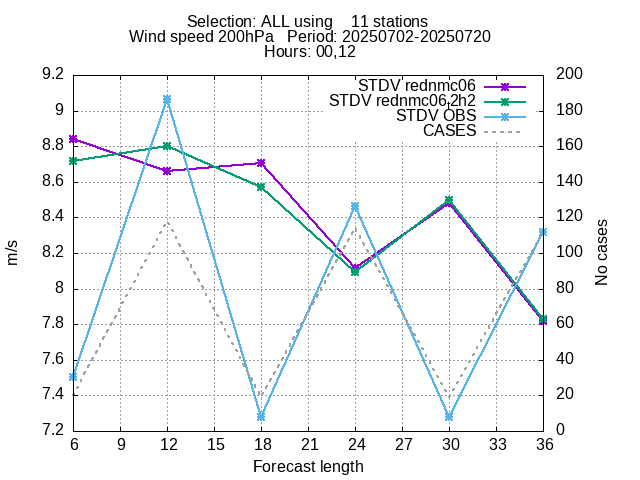 Selection: ALL using    11 stations
Wind speed 200hPa   Period: 20250702-20250720
Hours: 00,12
STDV rednmc06
STDV rednmc06,2h2
STDV OBS
CASES
9.2
9
8.8
8.6
8.4
8.2
8
7.8
7.6
7.4
7.2
m/s
200
180
160
140
120
100
80
60
40
20
0
No cases
6 9 12 15 18 21 24 27 30 33 36
Forecast length